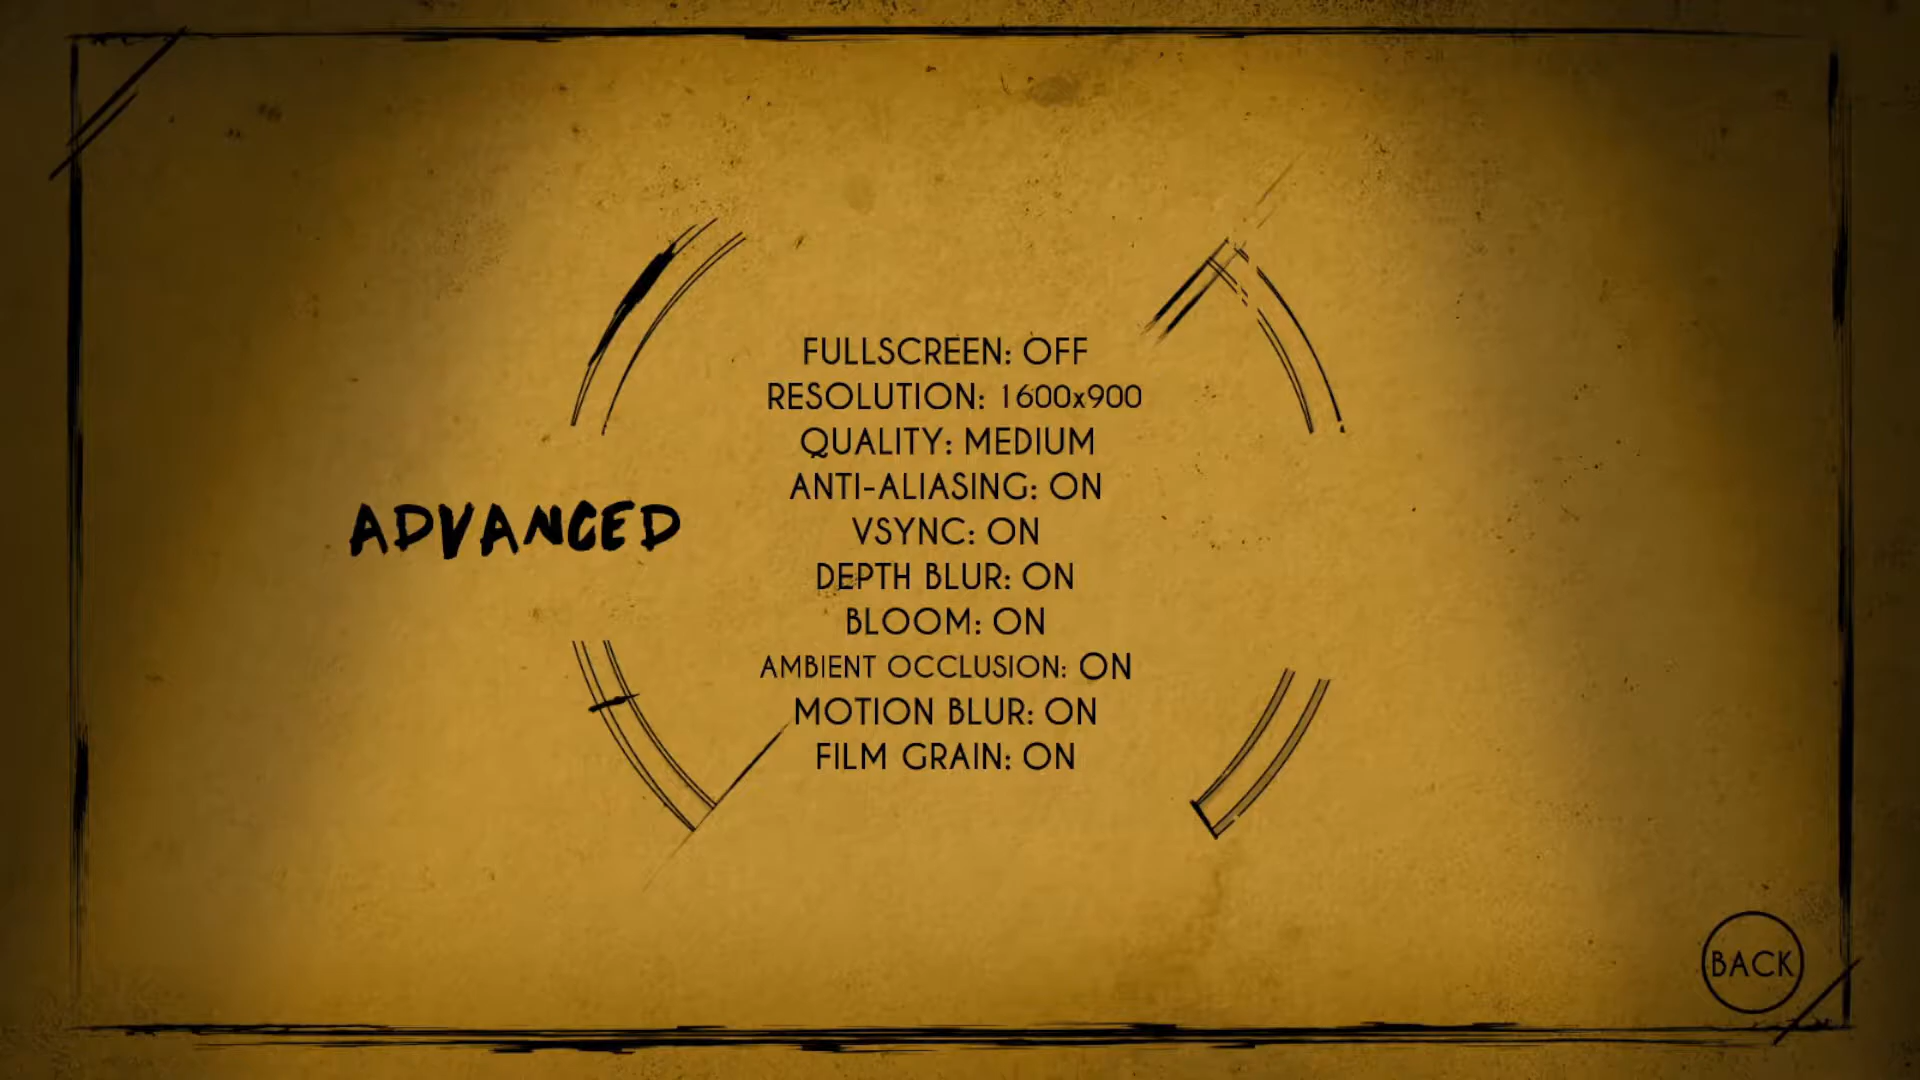 FULLSCREEN: OFF
RESOLUTION: 1600x900
QUALITY: MEDIUM
ANTI-ALIASING: ON
ADVANCED
VSYNC: ON
DEPTH BLUR: ON
BLOOM: ON
AMBIENT OCCLUSION: ON
MOTION BLUR: ON
FILM GRAIN: ON
BACK